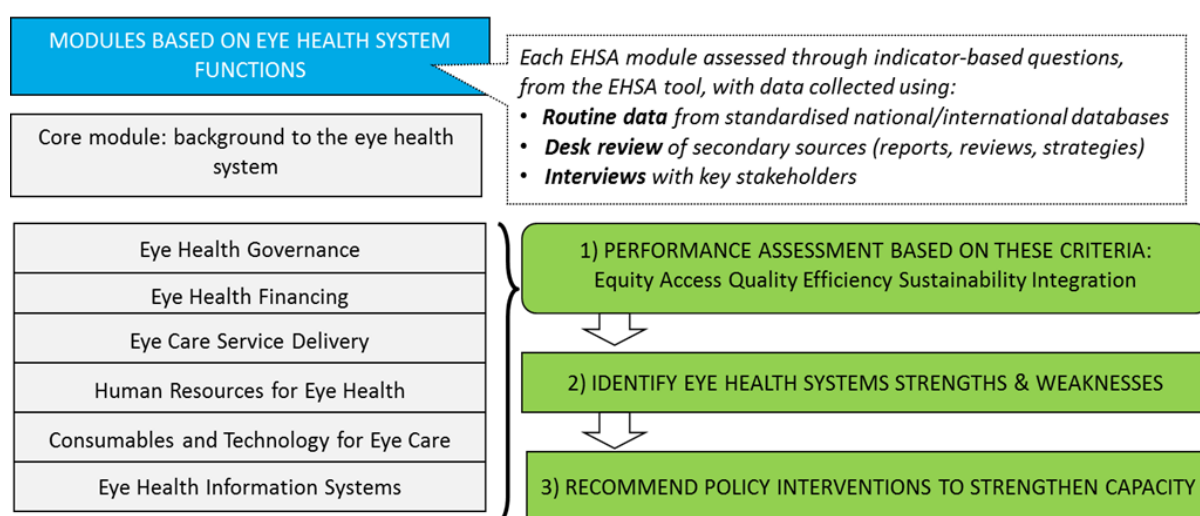 MODULES BASED ON EYE HEALTH SYSTEM
FUNCTIONS
Each EHSA module assessed through indicator-based questions,
from the EHSA tool, with data collected using:
• Routine data from standardised national/international databases
• Desk review of secondary sources (reports, reviews, strategies)
• Interviews with key stakeholders
Core module: background to the eye health
system
Eye Health Governance
Eye Health Financing
Eye Care Service Delivery
Human Resources for Eye Health
Consumables and Technology for Eye Care
Eye Health Information Systems
1) PERFORMANCE ASSESSMENT BASED ON THESE CRITERIA:
Equity Access Quality Efficiency Sustainability Integration
2) IDENTIFY EYE HEALTH SYSTEMS STRENGTHS & WEAKNESSES
3) RECOMMEND POLICY INTERVENTIONS TO STRENGTHEN CAPACITY